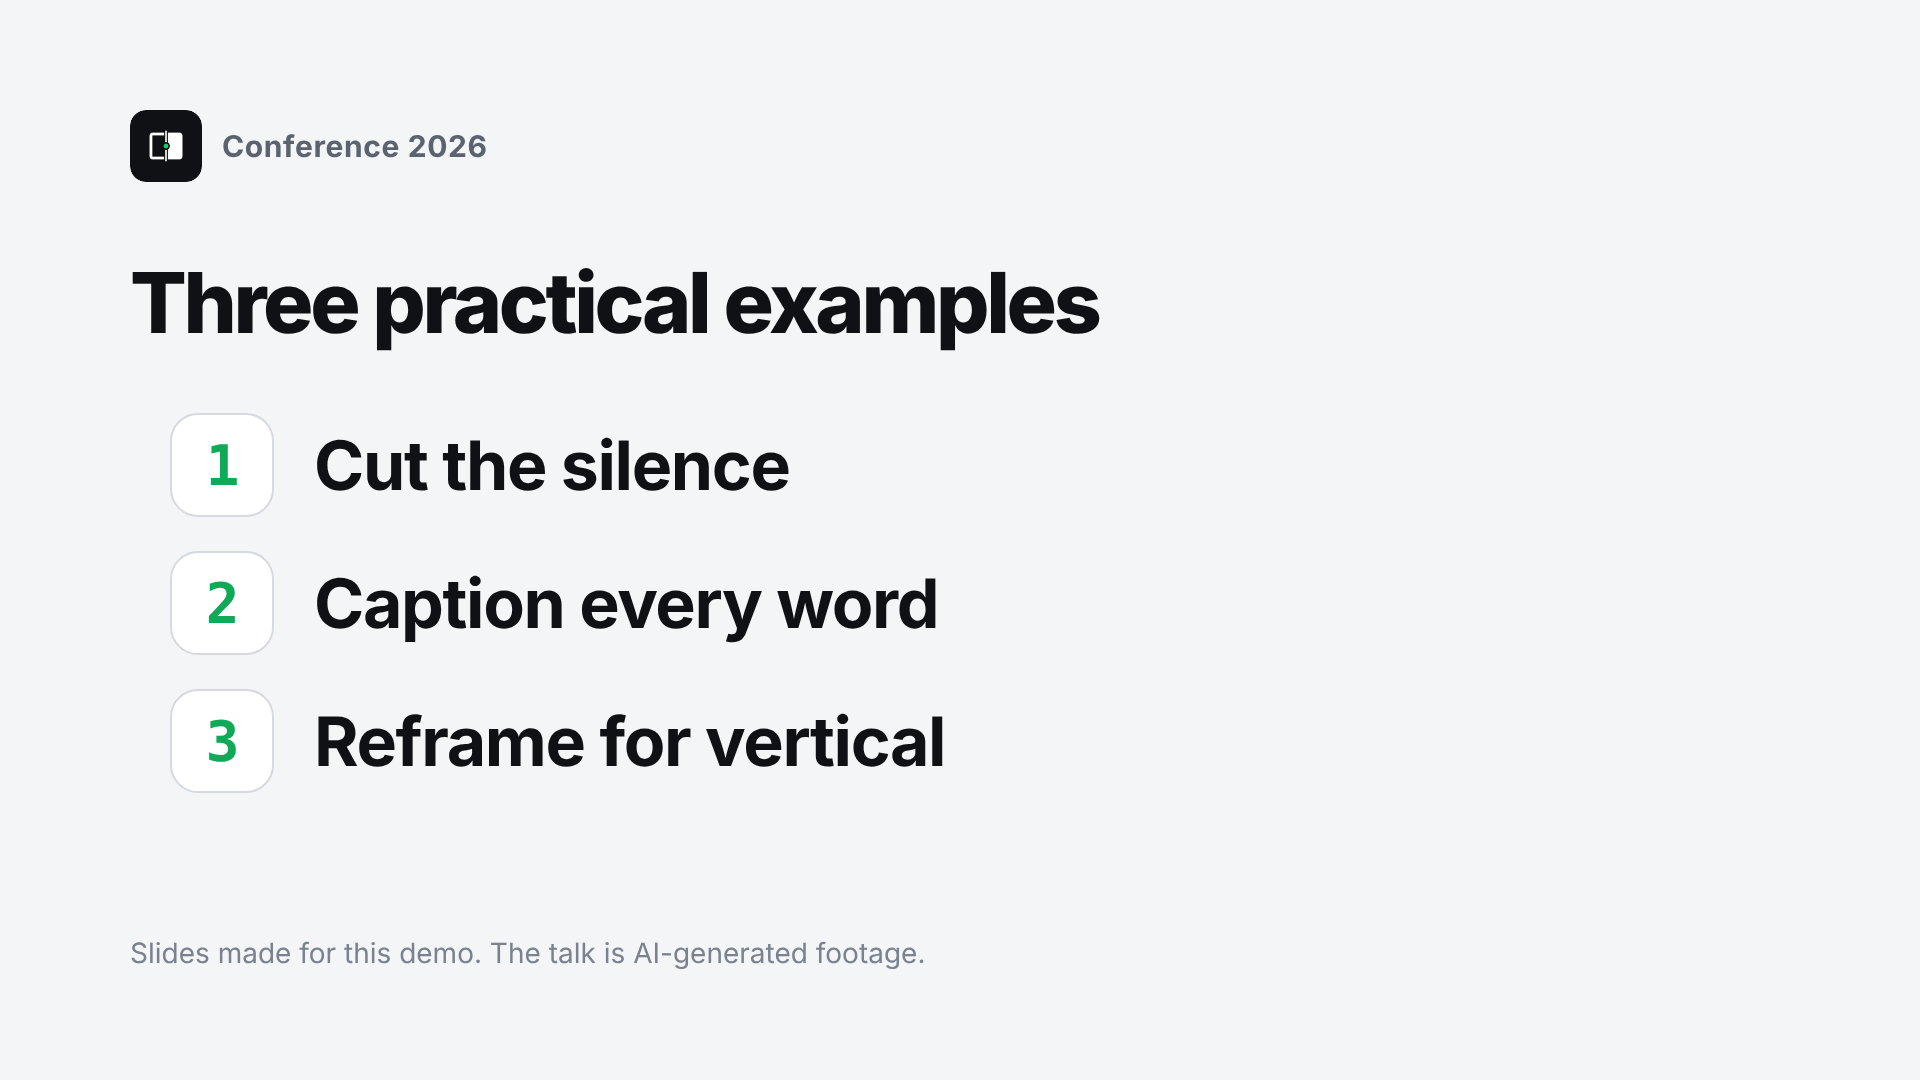 Conference 2026
Three practical examples
1 Cut the silence
2 Caption every word
3 Reframe for vertical
Slides made for this demo. The talk is AI-generated footage.